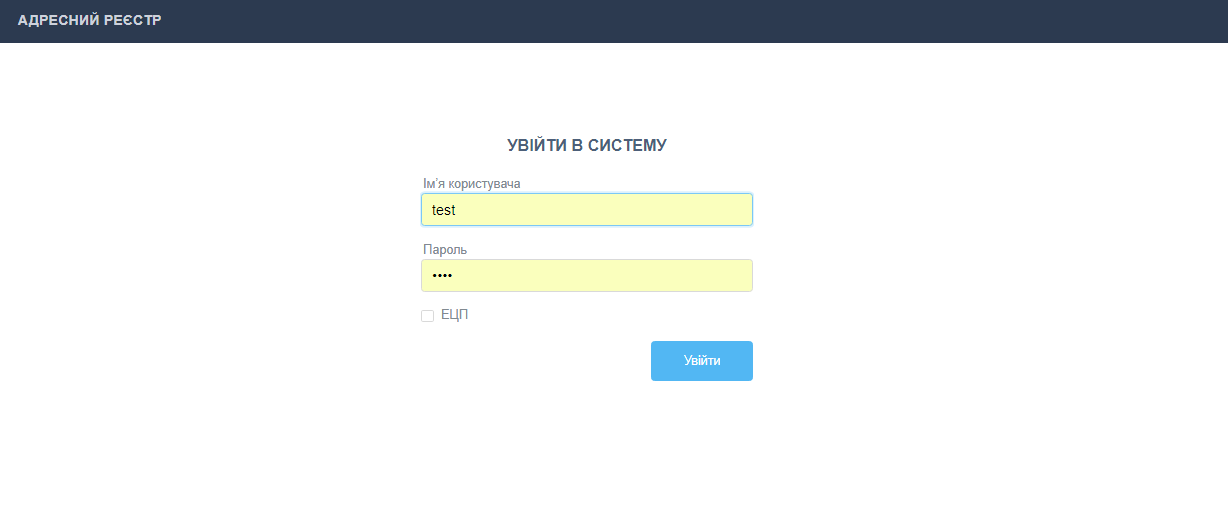 АДРЕСНИЙ РЕЄСТР
УВІЙТИ В СИСТЕМУ
Ім'я користувача
test
Пароль
••••
ЕЦП
Увійти